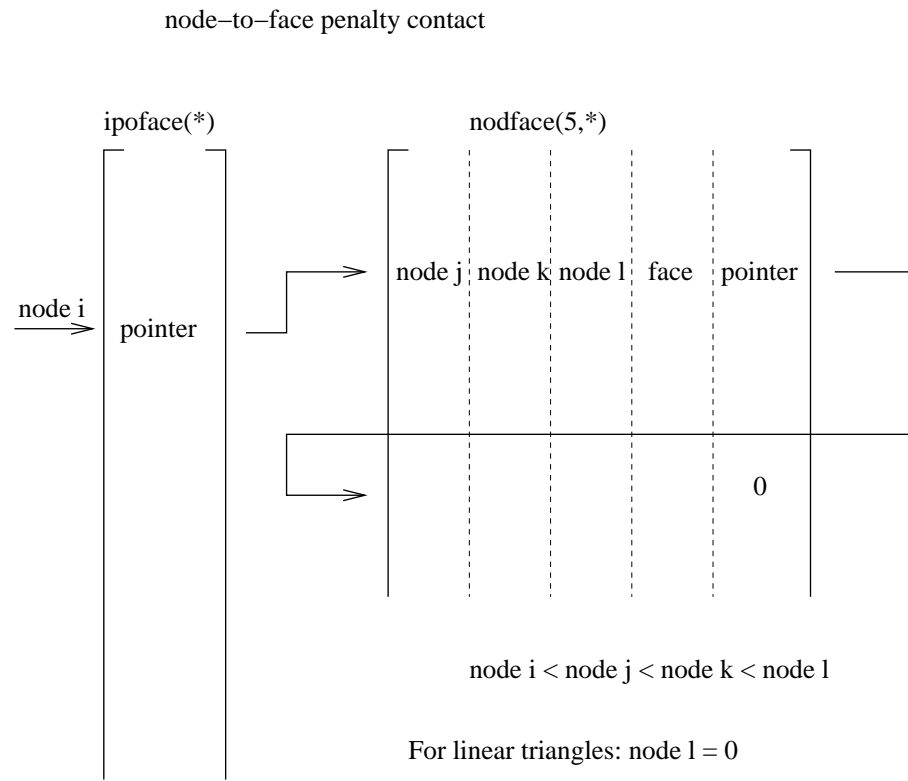 node−to−face penalty contact
ipoface(*)
nodface(5,*)
node j node k node l face pointer
node i
pointer
0
node i < node j < node k < node l
For linear triangles: node l = 0